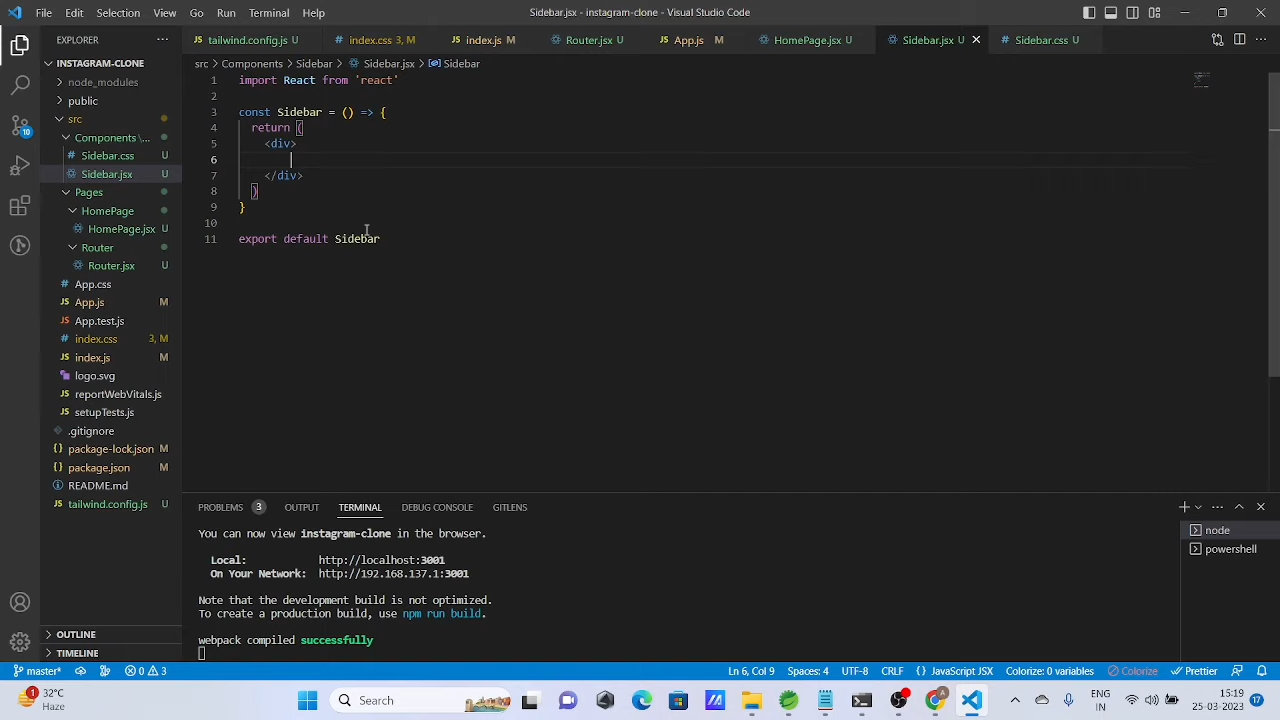 File Edit Selection View Go Run Terminal Help
Sidebar.jsx - instagram-clone - Visual Studio Code
EXPLORER
tailwind.config.js U
index.css 3, M
index.js M
Router.jsx U
App.js M
HomePage.jsx U
Sidebar.jsx U
Sidebar.css U
INSTAGRAM-CLONE
node_modules
public
src
Components \...
Sidebar.css U
Sidebar.jsx U
Pages
HomePage
HomePage.jsx U
Router
Router.jsx U
App.css
App.js M
App.test.js
index.css 3, M
index.js M
logo.svg
reportWebVitals.js
setupTests.js
.gitignore
package-lock.json M
package.json M
README.md
tailwind.config.js U
OUTLINE
TIMELINE
10
src > Components > Sidebar > Sidebar.jsx > Sidebar
1 import React from 'react'
2
3 const Sidebar = () => {
4 return (
5 <div>
6
7 </div>
8 )
9 }
10
11 export default Sidebar
PROBLEMS 3 OUTPUT TERMINAL DEBUG CONSOLE GITLENS
You can now view instagram-clone in the browser.
Local: http://localhost:3001
On Your Network: http://192.168.137.1:3001
Note that the development build is not optimized.
To create a production build, use npm run build.
webpack compiled successfully
node
powershell
master* 0 3
Ln 6, Col 9 Spaces: 4 UTF-8 CRLF {} JavaScript JSX Colorize: 0 variables Colorize Prettier
1
32°C
Haze
Search
ENG
IN
15:19
25-03-2023
17